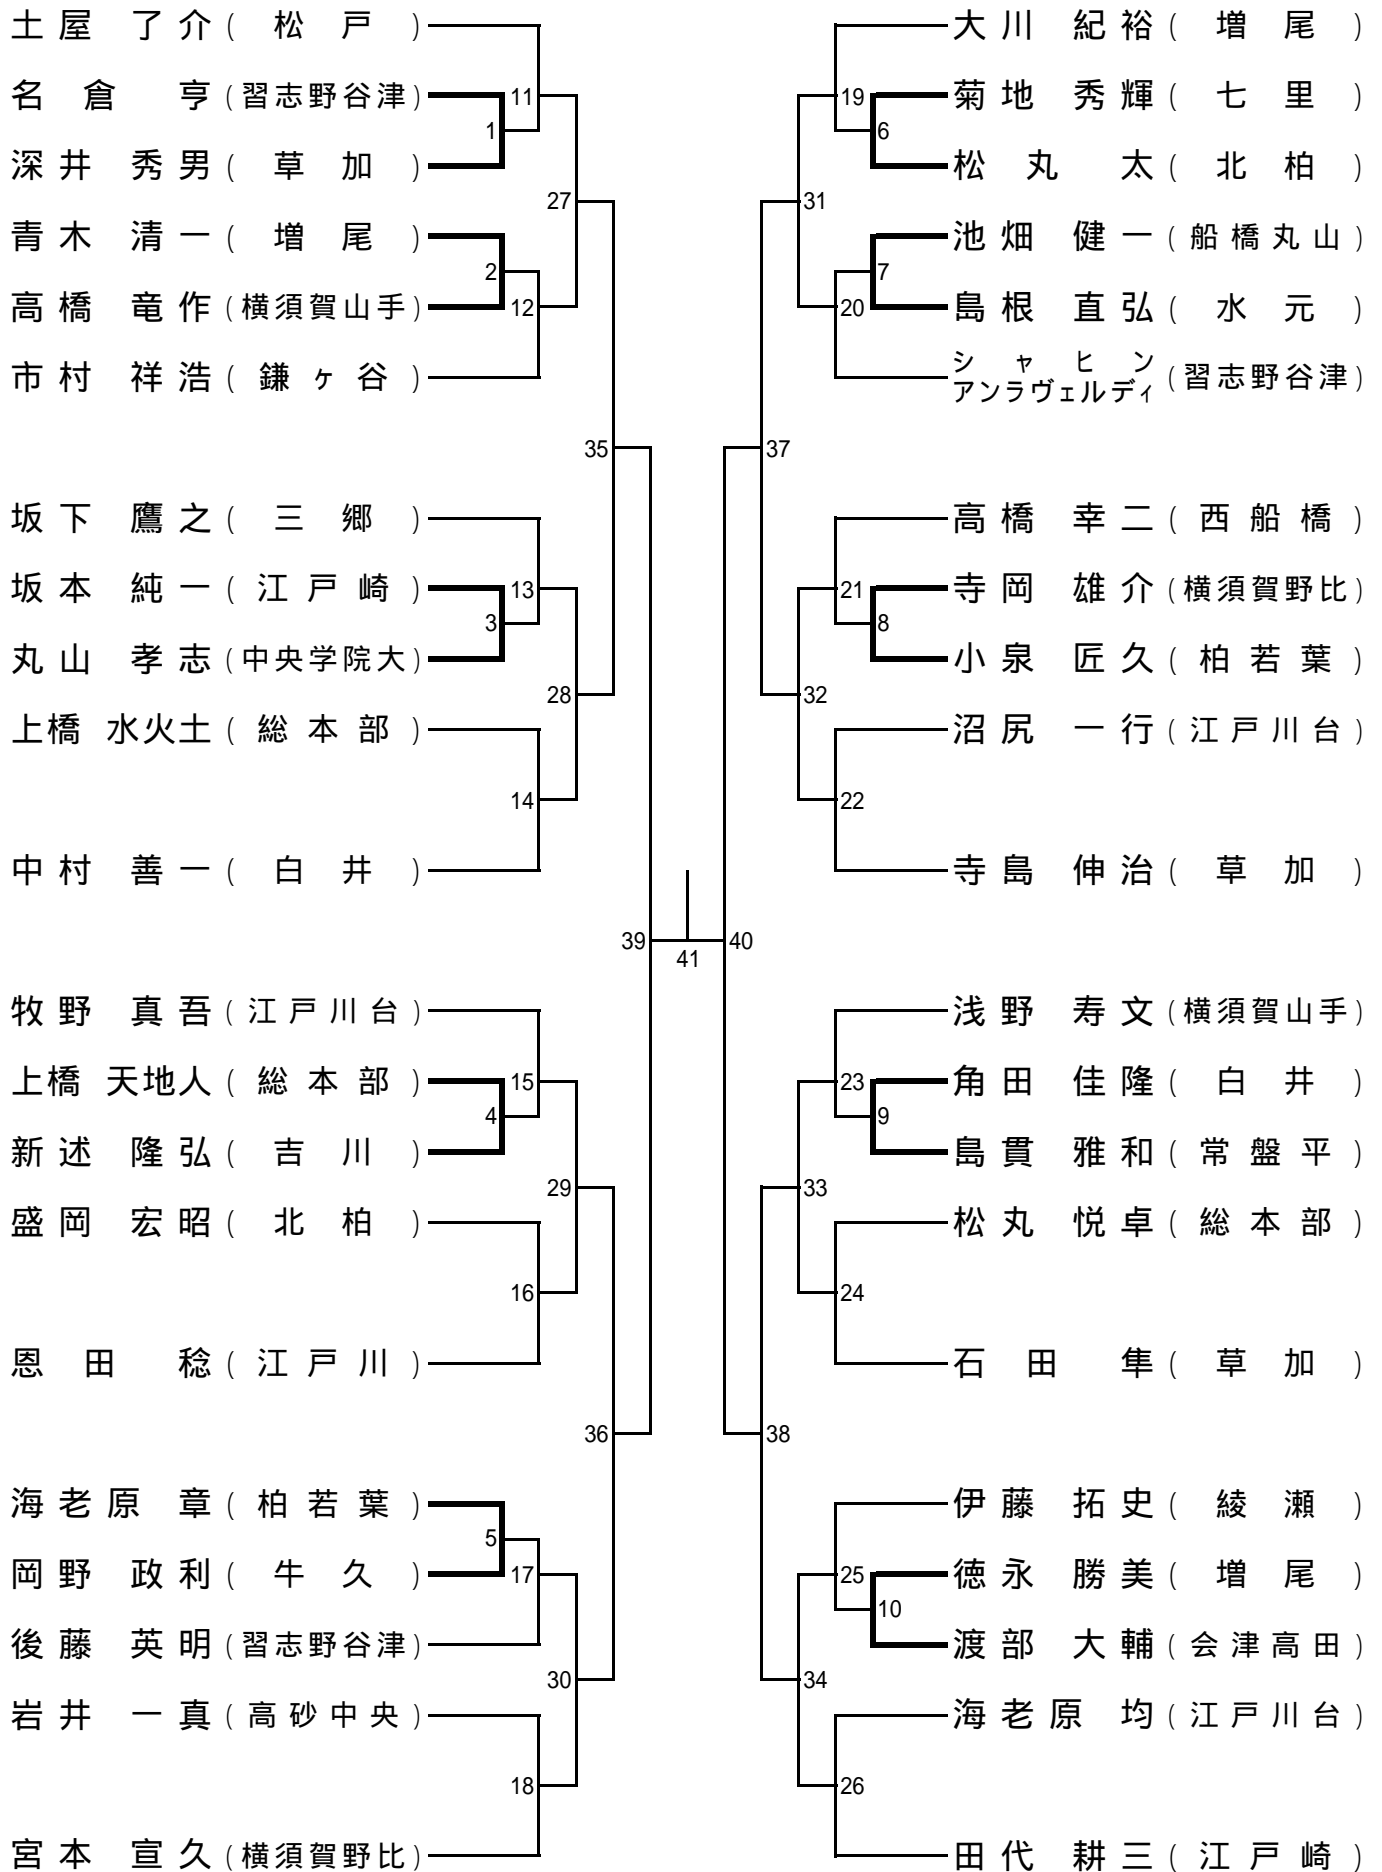 土屋 了介 ( 松戸 )
名倉 亨 (習志野谷津)
深井 秀男 ( 草加 )
青木 清一 ( 増尾 )
高橋 竜作 (横須賀山手)
市村 祥浩 ( 鎌ヶ谷 )
坂下 鷹之 ( 三郷 )
坂本 純一 ( 江戸崎 )
丸山 孝志 (中央学院大)
上橋 水火土 ( 総本部 )
中村 善一 ( 白井 )
牧野 真吾 ( 江戸川台 )
上橋 天地人 ( 総本部 )
新述 隆弘 ( 吉川 )
盛岡 宏昭 ( 北柏 )
恩田 稔 ( 江戸川 )
海老原 章 ( 柏若葉 )
岡野 政利 ( 牛久 )
後藤 英明 (習志野谷津)
岩井 一真 ( 高砂中央 )
宮本 宣久 (横須賀野比)
1
2
3
4
5
11
12
13
14
15
16
17
18
27
28
29
30
35
36
39
41
40
37
38
31
32
33
34
19
20
21
22
23
24
25
26
6
7
8
9
10
大川 紀裕 ( 増尾 )
菊地 秀輝 ( 七里 )
松丸 太 ( 北柏 )
池畑 健一 ( 船橋丸山 )
島根 直弘 ( 水元 )
シャヒン
アンラヴェルディ (習志野谷津)
高橋 幸二 ( 西船橋 )
寺岡 雄介 (横須賀野比)
小泉 匠久 ( 柏若葉 )
沼尻 一行 ( 江戸川台 )
寺島 伸治 ( 草加 )
浅野 寿文 (横須賀山手)
角田 佳隆 ( 白井 )
島貫 雅和 ( 常盤平 )
松丸 悦卓 ( 総本部 )
石田 隼 ( 草加 )
伊藤 拓史 ( 綾瀬 )
徳永 勝美 ( 増尾 )
渡部 大輔 ( 会津高田 )
海老原 均 ( 江戸川台 )
田代 耕三 ( 江戸崎 )